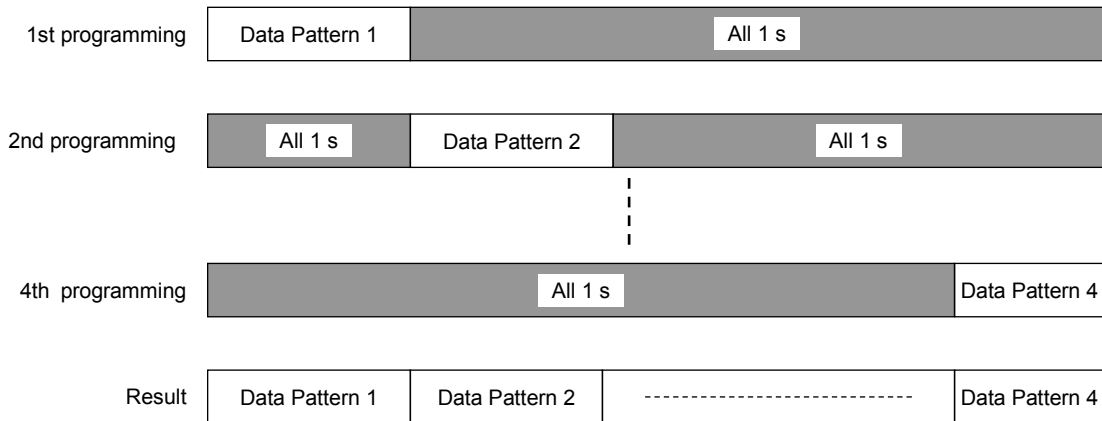 1st programming
Data Pattern 1
All 1 s
2nd programming
All 1 s
Data Pattern 2
All 1 s
4th programming
All 1 s
Data Pattern 4
Result
Data Pattern 1
Data Pattern 2
Data Pattern 4